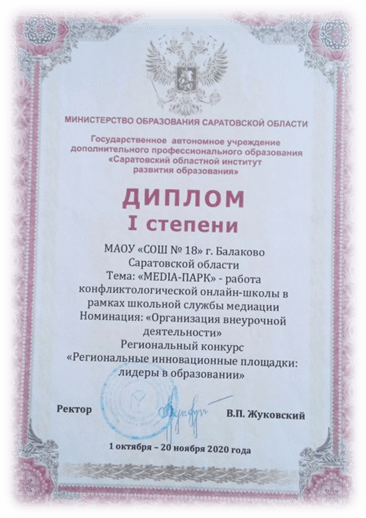 МИНИСТЕРСТВО ОБРАЗОВАНИЯ САРАТОВСКОЙ ОБЛАСТИ
Государственное автономное учреждение
дополнительного профессионального образования
«Саратовский областной институт
развития образования»
ДИПЛОМ
I степени
МАОУ «СОШ № 18» г. Балаково
Саратовской области
Тема: «MEDIA-ПАРК» - работа
конфликтологической онлайн-школы в
рамках школьной службы медиации
Номинация: «Организация внеурочной
деятельности»
Региональный конкурс
«Региональные инновационные площадки:
лидеры в образовании»
Ректор В.П. Жуковский
1 октября – 20 ноября 2020 года